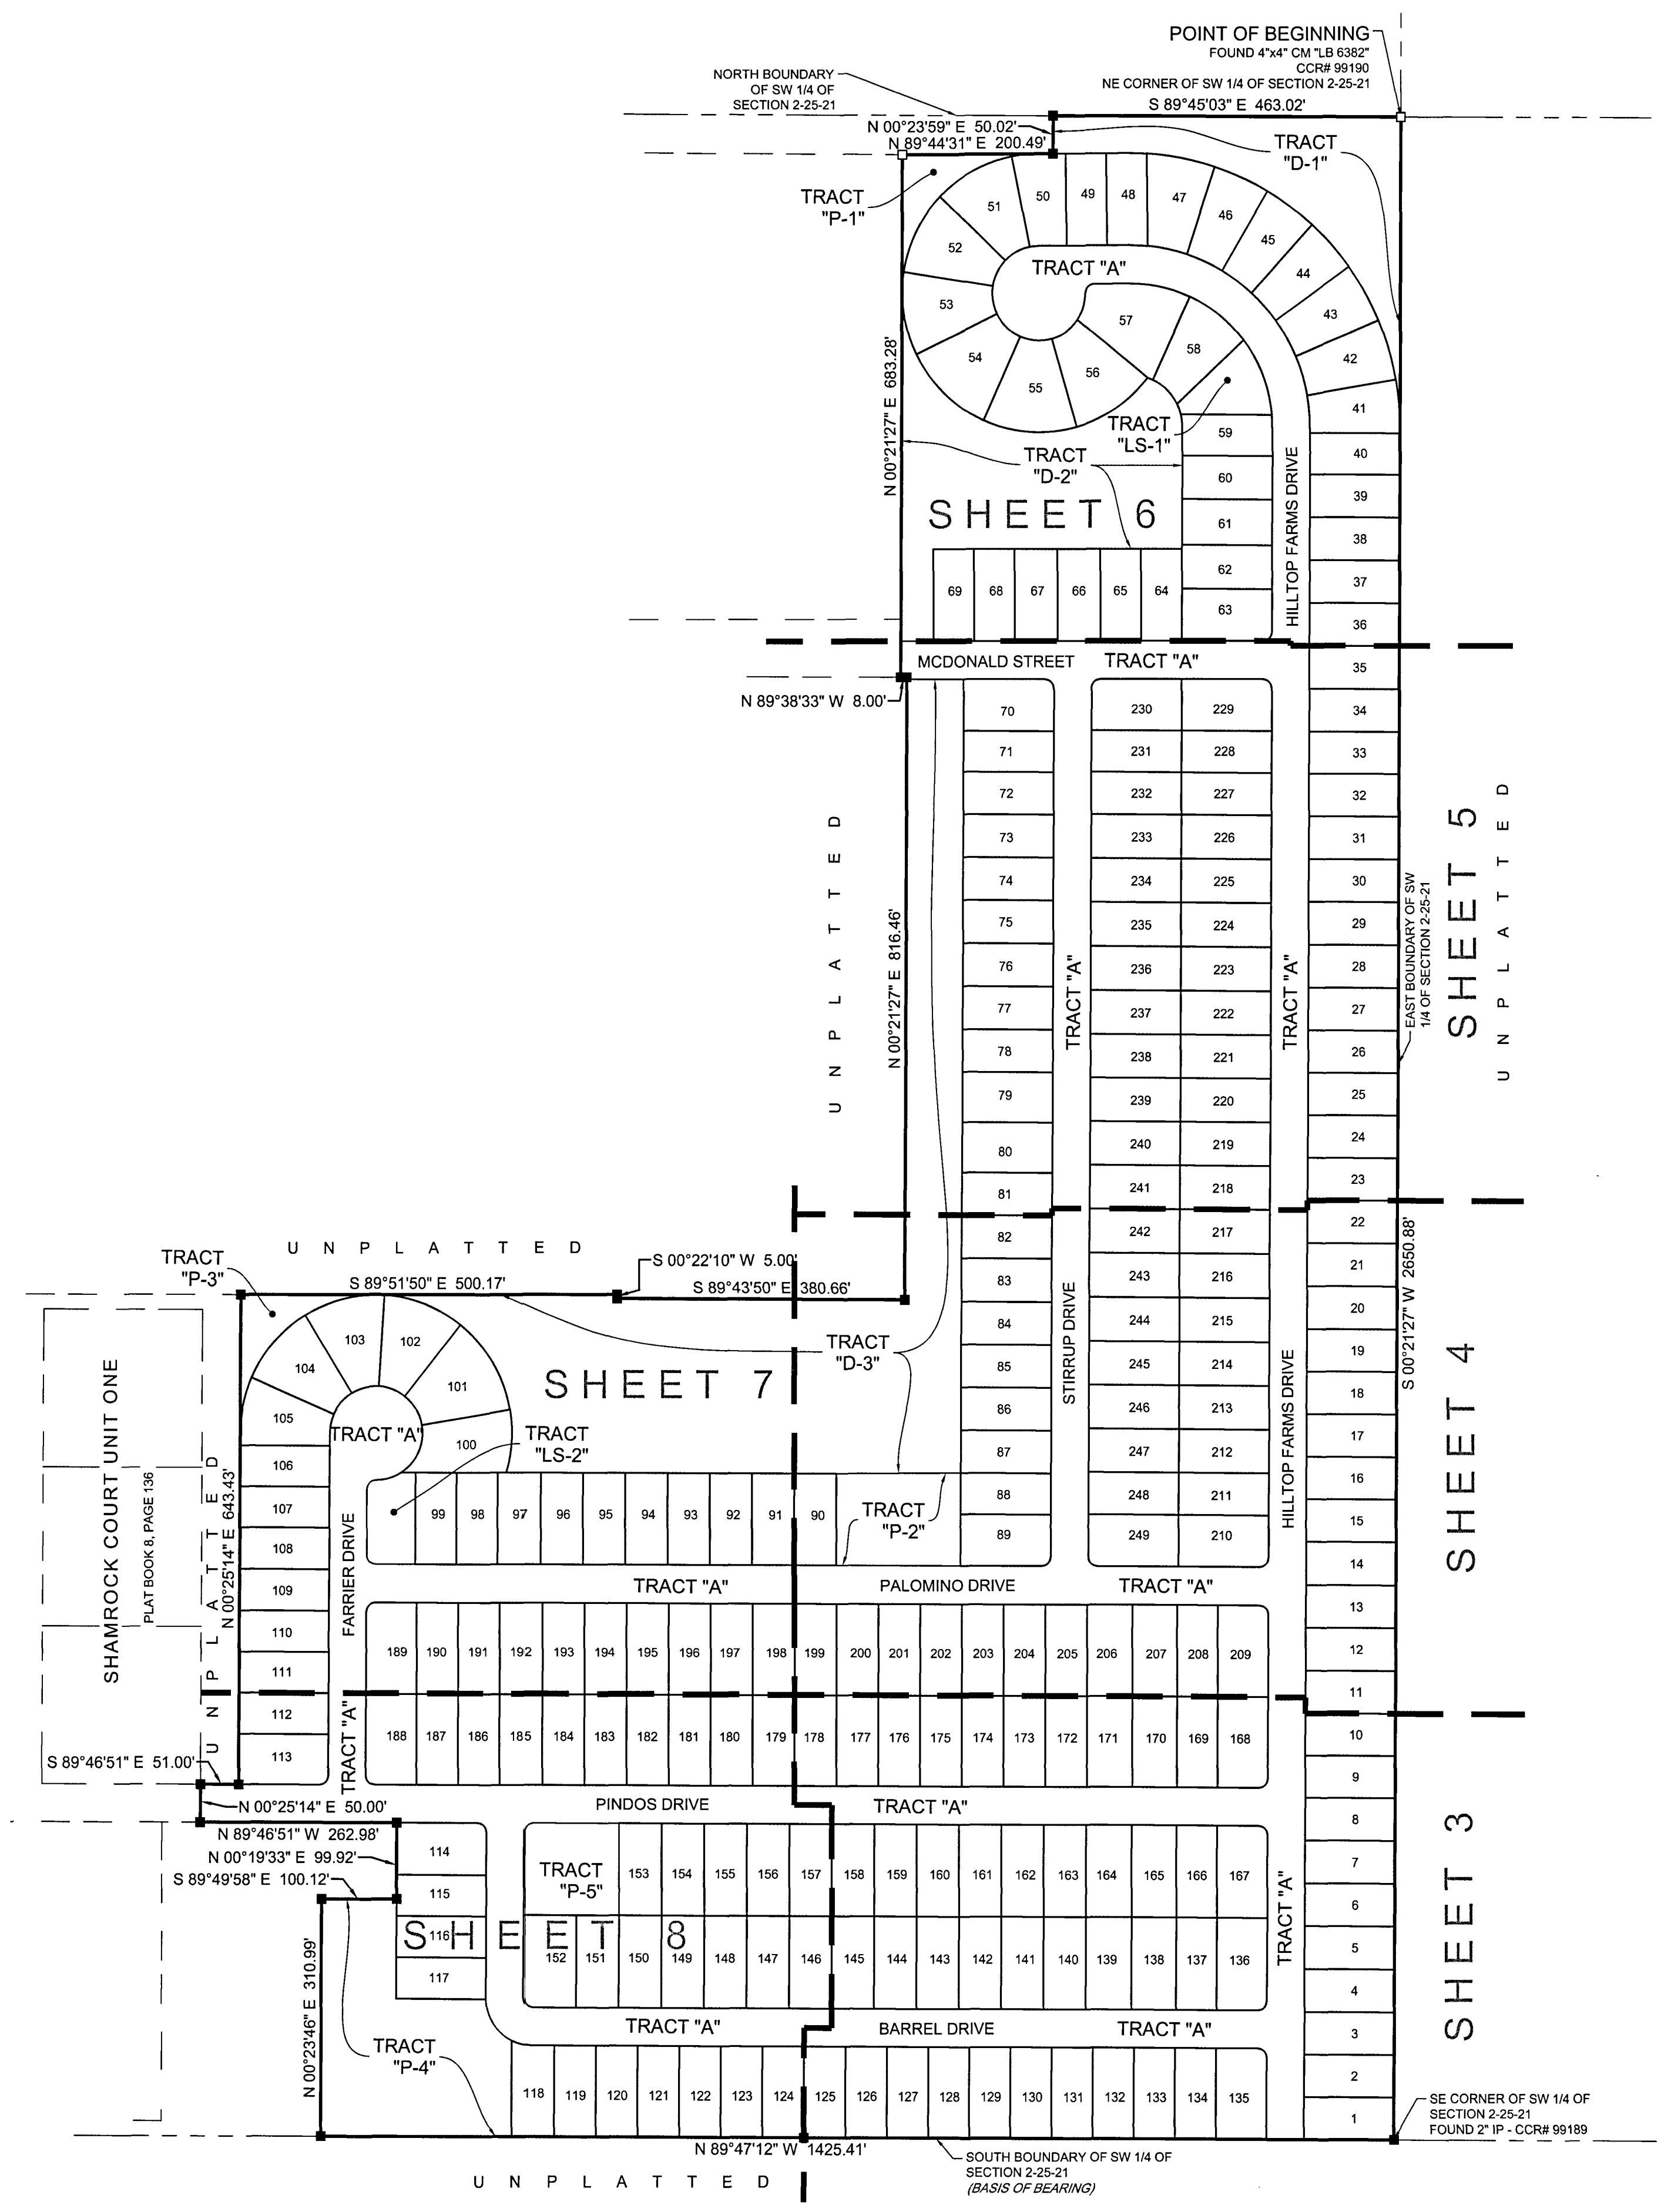 POINT OF BEGINNING
FOUND 4"x4" CM "LB 6382"
CCR# 99190
NE CORNER OF SW 1/4 OF SECTION 2-25-21
S 89°45'03" E 463.02'
NORTH BOUNDARY
OF SW 1/4 OF
SECTION 2-25-21
N 00°23'59" E 50.02'
N 89°44'31" E 200.49'
TRACT
"D-1"
TRACT
"P-1"
51
50
49
48
47
46
45
44
43
42
41
52
53
54
55
56
57
58
TRACT "A"
TRACT
"LS-1"
TRACT
"D-2"
N 00°21'27" E 683.28'
SHEET 6
59
60
61
62
63
HILLTOP FARMS DRIVE
40
39
38
37
36
69
68
67
66
65
64
MCDONALD STREET
TRACT "A"
35
N 89°38'33" W 8.00'
70
71
72
73
74
75
76
77
78
79
80
81
230
231
232
233
234
235
236
237
238
239
240
241
229
228
227
226
225
224
223
222
221
220
219
218
34
33
32
31
30
29
28
27
26
25
24
23
TRACT "A"
TRACT "A"
UNPLATTED
N 00°21'27" E 816.46'
EAST BOUNDARY OF SW
1/4 OF SECTION 2-25-21
SHEET 5
UNPLATTED
S 00°21'27" W 2650.88'
UNPLATTED
TRACT
"P-3"
S 89°51'50" E 500.17'
S 00°22'10" W 5.00'
S 89°43'50" E 380.66'
TRACT
"D-3"
SHEET 7
82
83
84
85
86
87
88
89
STIRRUP DRIVE
242
243
244
245
246
247
248
249
217
216
215
214
213
212
211
210
HILLTOP FARMS DRIVE
22
21
20
19
18
17
16
15
14
13
12
11
SHEET 4
SHAMROCK COURT UNIT ONE
PLAT BOOK 8, PAGE 136
UNPLATTED
N 00°25'14" E 643.43'
104
103
102
101
100
105
106
107
108
109
110
111
112
113
TRACT "A"
TRACT
"LS-2"
FARRIER DRIVE
99
98
97
96
95
94
93
92
91
90
TRACT
"P-2"
TRACT "A"
PALOMINO DRIVE
TRACT "A"
189
190
191
192
193
194
195
196
197
198
199
200
201
202
203
204
205
206
207
208
209
TRACT "A"
188
187
186
185
184
183
182
181
180
179
178
177
176
175
174
173
172
171
170
169
168
S 89°46'51" E 51.00'
N 00°25'14" E 50.00'
PINDOS DRIVE
TRACT "A"
N 89°46'51" W 262.98'
N 00°19'33" E 99.92'
S 89°49'58" E 100.12'
114
115
116
117
TRACT
"P-5"
153
154
155
156
157
158
159
160
161
162
163
164
165
166
167
SHEET 8
152
151
150
149
148
147
146
145
144
143
142
141
140
139
138
137
136
TRACT "A"
10
9
8
7
6
5
4
3
2
1
SHEET 3
N 00°23'46" E 310.99'
TRACT
"P-4"
TRACT "A"
BARREL DRIVE
TRACT "A"
118
119
120
121
122
123
124
125
126
127
128
129
130
131
132
133
134
135
SE CORNER OF SW 1/4 OF
SECTION 2-25-21
FOUND 2" IP - CCR# 99189
N 89°47'12" W 1425.41'
SOUTH BOUNDARY OF SW 1/4 OF
SECTION 2-25-21
(BASIS OF BEARING)
UNPLATTED